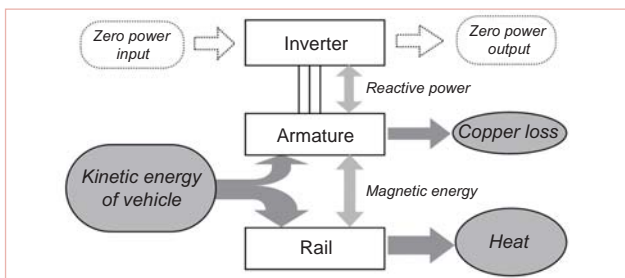 Zero power
input
Inverter
Zero power
output
Reactive power
Armature
Copper loss
Kinetic energy
of vehicle
Magnetic energy
Rail
Heat